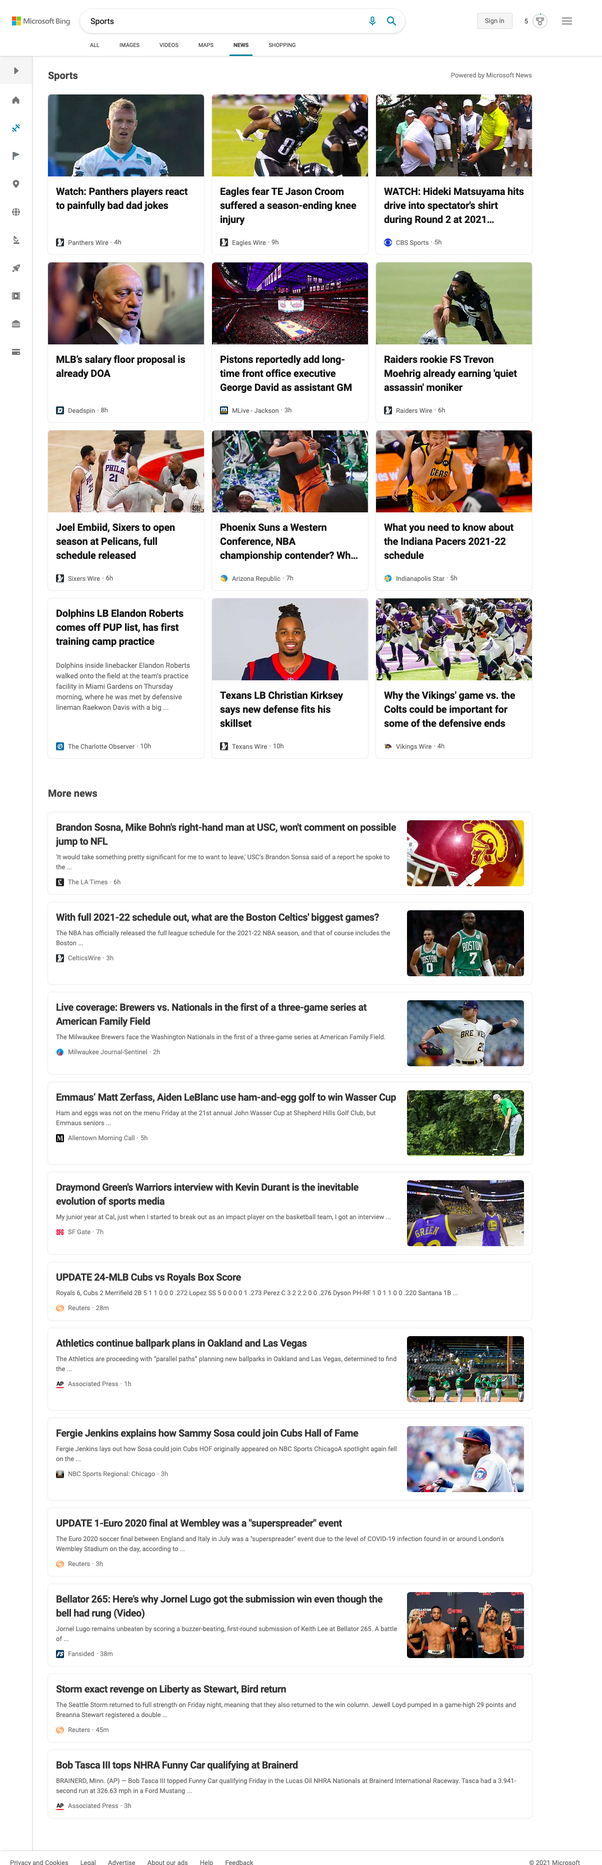 Microsoft Bing
Sports
Sign in
5
ALL IMAGES VIDEOS MAPS NEWS SHOPPING
Sports
Powered by Microsoft News
Watch: Panthers players react
to painfully bad dad jokes
Panthers Wire · 4h
Eagles fear TE Jason Croom
suffered a season-ending knee
injury
Eagles Wire · 9h
WATCH: Hideki Matsuyama hits
drive into spectator's shirt
during Round 2 at 2021...
CBS Sports · 5h
MLB's salary floor proposal is
already DOA
Deadspin · 8h
Pistons reportedly add long-
time front office executive
George David as assistant GM
MLive - Jackson · 3h
Raiders rookie FS Trevon
Moehrig already earning 'quiet
assassin' moniker
Raiders Wire · 6h
Joel Embiid, Sixers to open
season at Pelicans, full
schedule released
Sixers Wire · 6h
Phoenix Suns a Western
Conference, NBA
championship contender? Wh...
Arizona Republic · 7h
What you need to know about
the Indiana Pacers 2021-22
schedule
Indianapolis Star · 5h
Dolphins LB Elandon Roberts
comes off PUP list, has first
training camp practice
Dolphins inside linebacker Elandon Roberts
walked onto the field at the team's practice
facility in Miami Gardens on Thursday
morning, where he was met by defensive
lineman Raekwon Davis with a big ...
The Charlotte Observer · 10h
Texans LB Christian Kirksey
says new defense fits his
skillset
Texans Wire · 10h
Why the Vikings' game vs. the
Colts could be important for
some of the defensive ends
Vikings Wire · 4h
More news
Brandon Sosna, Mike Bohn's right-hand man at USC, won't comment on possible
jump to NFL
'It would take something pretty significant for me to want to leave,' USC's Brandon Sonsa said of a report he spoke to
the ...
The LA Times · 6h
With full 2021-22 schedule out, what are the Boston Celtics' biggest games?
The NBA has officially released the full league schedule for the 2021-22 NBA season, and that of course includes the
Boston ...
CelticsWire · 3h
BOSTON
0
BOSTON
7
Live coverage: Brewers vs. Nationals in the first of a three-game series at
American Family Field
The Milwaukee Brewers face the Washington Nationals in the first of a three-game series at American Family Field.
Milwaukee Journal-Sentinel · 2h
Emmaus' Matt Zerfass, Aiden LeBlanc use ham-and-egg golf to win Wasser Cup
Ham and eggs was not on the menu Friday at the 21st annual John Wasser Cup at Shepherd Hills Golf Club, but
Emmaus seniors ...
Allentown Morning Call · 5h
Draymond Green's Warriors interview with Kevin Durant is the inevitable
evolution of sports media
My junior year at Cal, just when I started to break out as an impact player on the basketball team, I got an interview ...
SF Gate · 7h
GREEN
UPDATE 24-MLB Cubs vs Royals Box Score
Royals 6, Cubs 2 Merrifield 2B 5 1 1 0 0 0 .272 Lopez SS 5 0 0 0 0 1 .273 Perez C 3 2 2 2 0 0 .276 Dyson PH-RF 1 0 1 1 0 0 .220 Santana 1B ...
Reuters · 28m
Athletics continue ballpark plans in Oakland and Las Vegas
The Athletics are proceeding with "parallel paths" planning new ballparks in Oakland and Las Vegas, determined to find
the ...
Associated Press · 1h
Fergie Jenkins explains how Sammy Sosa could join Cubs Hall of Fame
Fergie Jenkins lays out how Sosa could join Cubs HOF originally appeared on NBC Sports ChicagoA spotlight again fell
on the ...
NBC Sports Regional: Chicago · 3h
UPDATE 1-Euro 2020 final at Wembley was a "superspreader" event
The Euro 2020 soccer final between England and Italy in July was a "superspreader" event due to the level of COVID-19 infection found in or around London's
Wembley Stadium on the day, according to ...
Reuters · 3h
Bellator 265: Here's why Jornel Lugo got the submission win even though the
bell had rung (Video)
Jornel Lugo remains unbeaten by scoring a buzzer-beating, first-round submission of Keith Lee at Bellator 265. A battle
of ...
Fansided · 38m
Storm exact revenge on Liberty as Stewart, Bird return
The Seattle Storm returned to full strength on Friday night, meaning that they also returned to the win column. Jewell Loyd pumped in a game-high 29 points and
Breanna Stewart registered a double ...
Reuters · 45m
Bob Tasca III tops NHRA Funny Car qualifying at Brainerd
BRAINERD, Minn. (AP) — Bob Tasca III topped Funny Car qualifying Friday in the Lucas Oil NHRA Nationals at Brainerd International Raceway. Tasca had a 3.941-
second run at 326.63 mph in a Ford Mustang ...
Associated Press · 3h
Privacy and Cookies Legal Advertise About our ads Help Feedback
© 2021 Microsoft